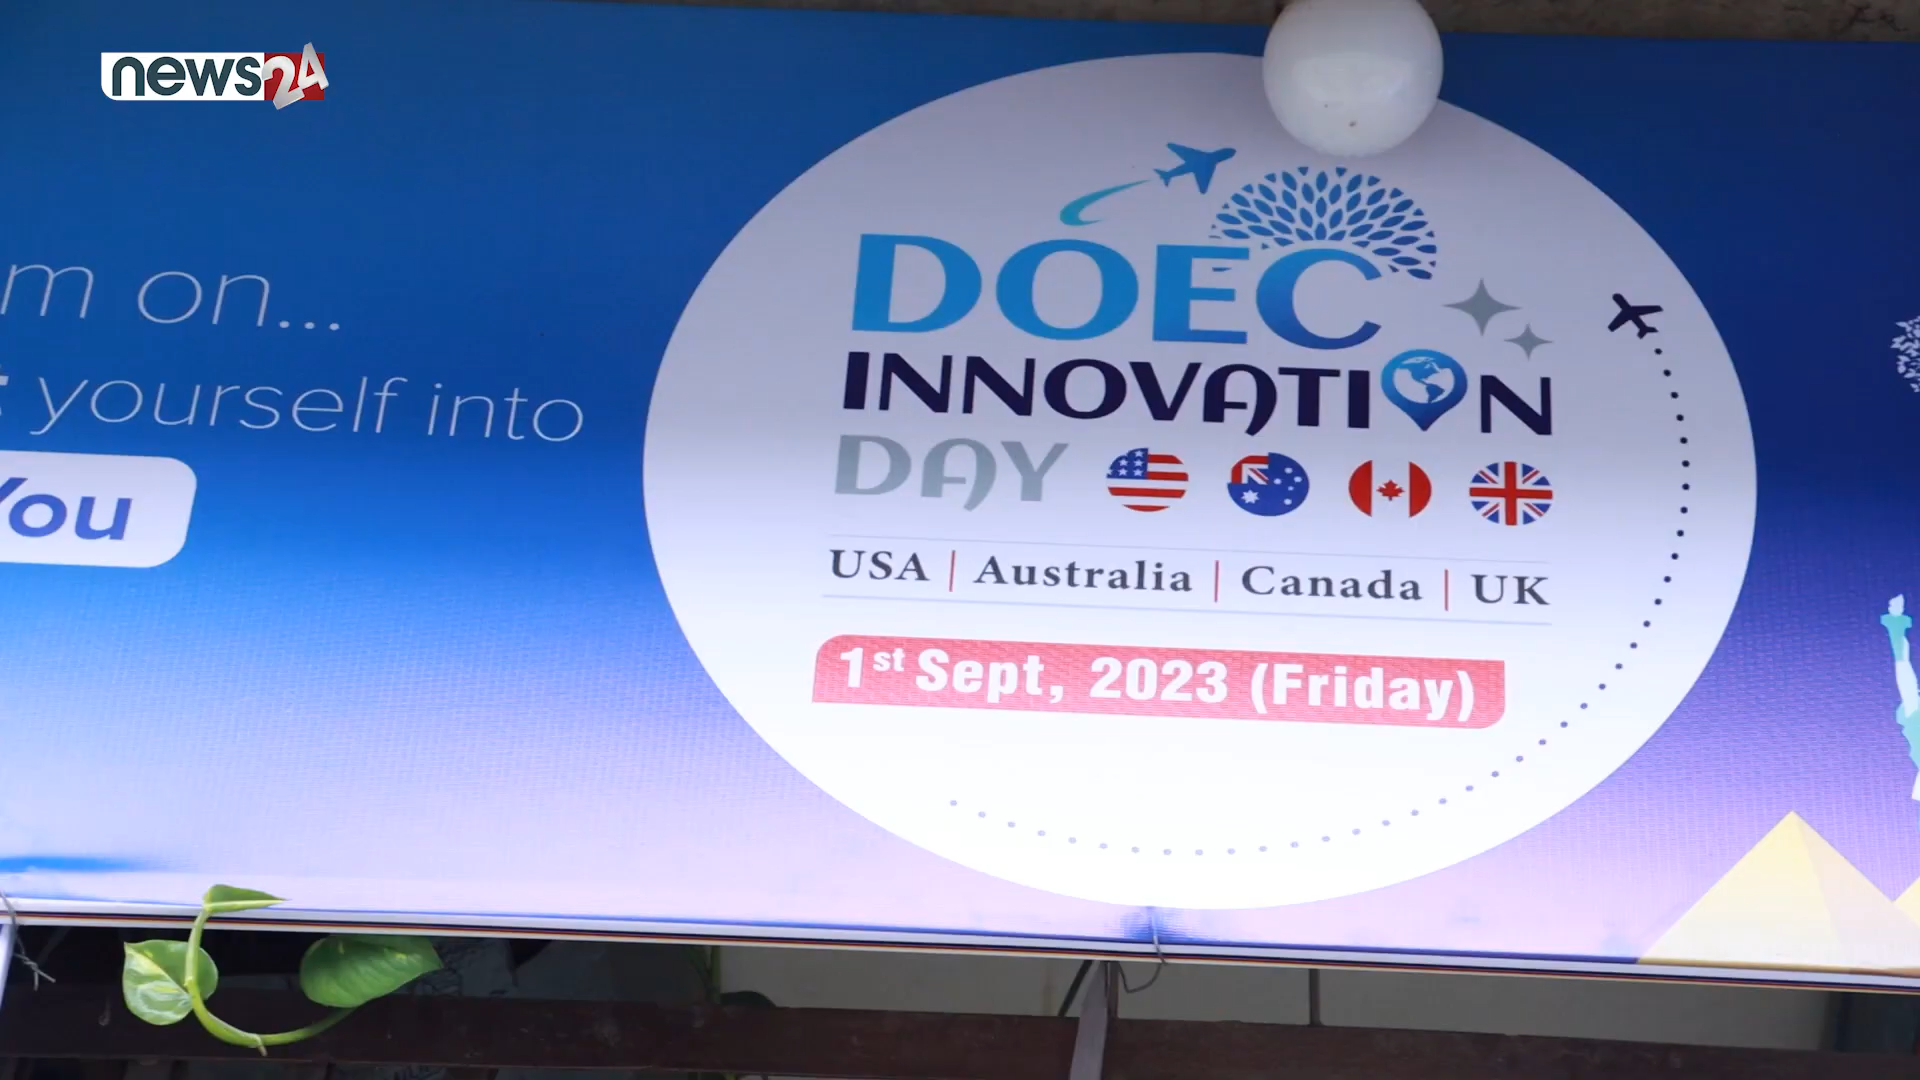 news24
m on...
yourself into
You
DOEC
INNOVATION
DAY
USA | Australia | Canada | UK
1st Sept, 2023 (Friday)